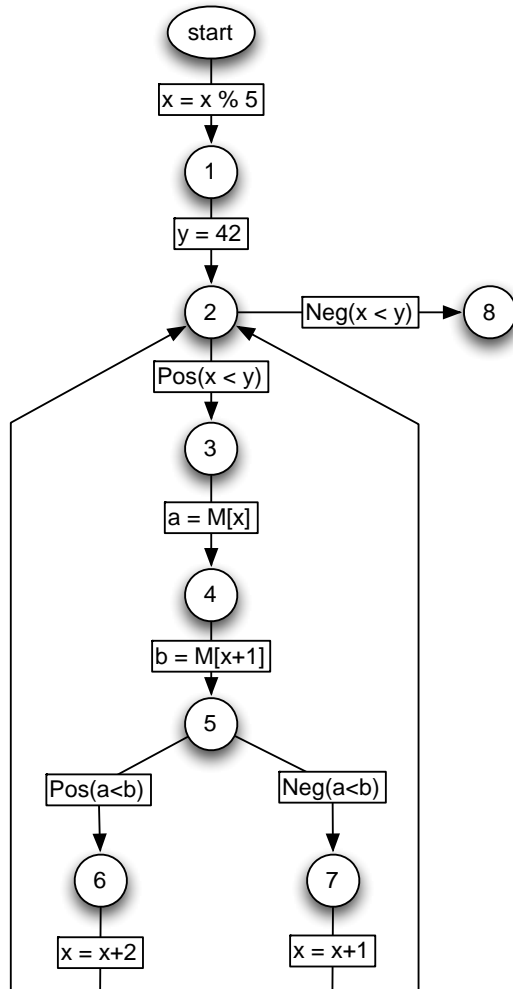 start
x = x % 5
1
y = 42
2
Neg(x < y)
8
Pos(x < y)
3
a = M[x]
4
b = M[x+1]
5
Pos(a<b)
Neg(a<b)
6
7
x = x+2
x = x+1